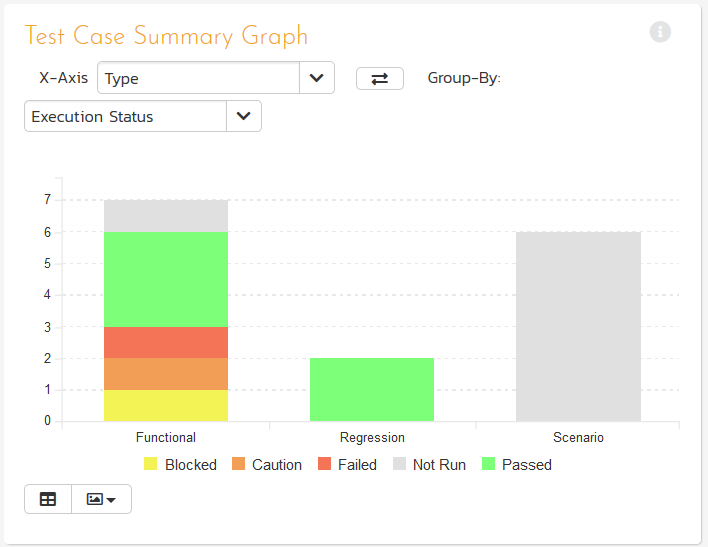 Test Case Summary Graph
X-Axis Type Group-By:
Execution Status
7
6
5
4
3
2
1
0
Functional Regression Scenario
Blocked Caution Failed Not Run Passed